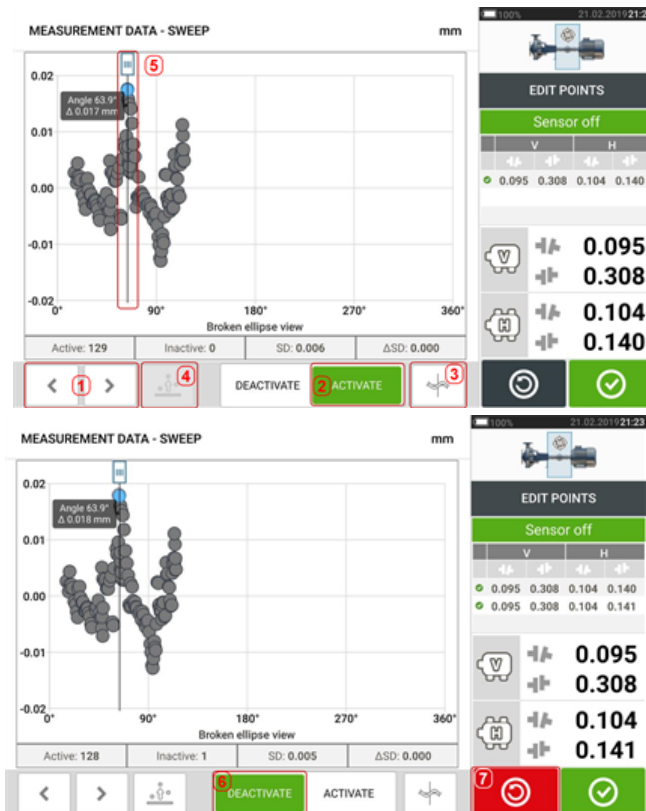 MEASUREMENT DATA - SWEEP mm
100% 21.02.2019
5
0.02
Angle 63.9°
Δ 0.017 mm
0.01
0.00
-0.01
-0.02
0° 90° 180° 270° 360°
Broken ellipse view
Active: 129 Inactive: 0 SD: 0.006 ΔSD: 0.000
1 4 DEACTIVATE 2 ACTIVATE 3
EDIT POINTS
Sensor off
V H
0.095 0.308 0.104 0.140
V 0.095
0.308
H 0.104
0.140
MEASUREMENT DATA - SWEEP mm
100% 21.02.2019 21:23
0.02
Angle 63.9°
Δ 0.018 mm
0.01
0.00
-0.01
-0.02
0° 90° 180° 270° 360°
Broken ellipse view
Active: 128 Inactive: 1 SD: 0.005 ΔSD: 0.000
6 DEACTIVATE ACTIVATE
EDIT POINTS
Sensor off
V H
0.095 0.308 0.104 0.140
0.095 0.308 0.104 0.141
V 0.095
0.308
H 0.104
0.141
7